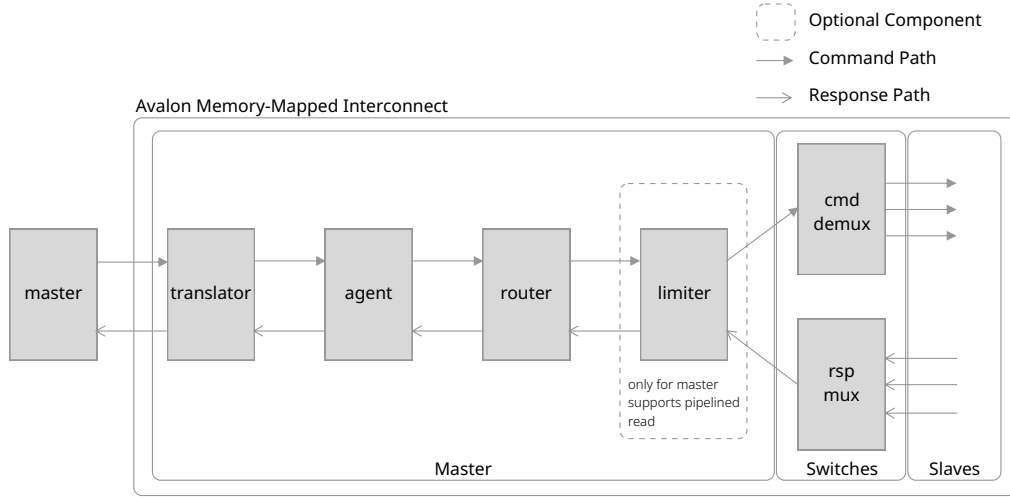 Optional Component
Command Path
Response Path
Avalon Memory-Mapped Interconnect
master
translator
agent
router
limiter
cmd
demux
only for master
supports pipelined
read
rsp
mux
Master
Switches
Slaves